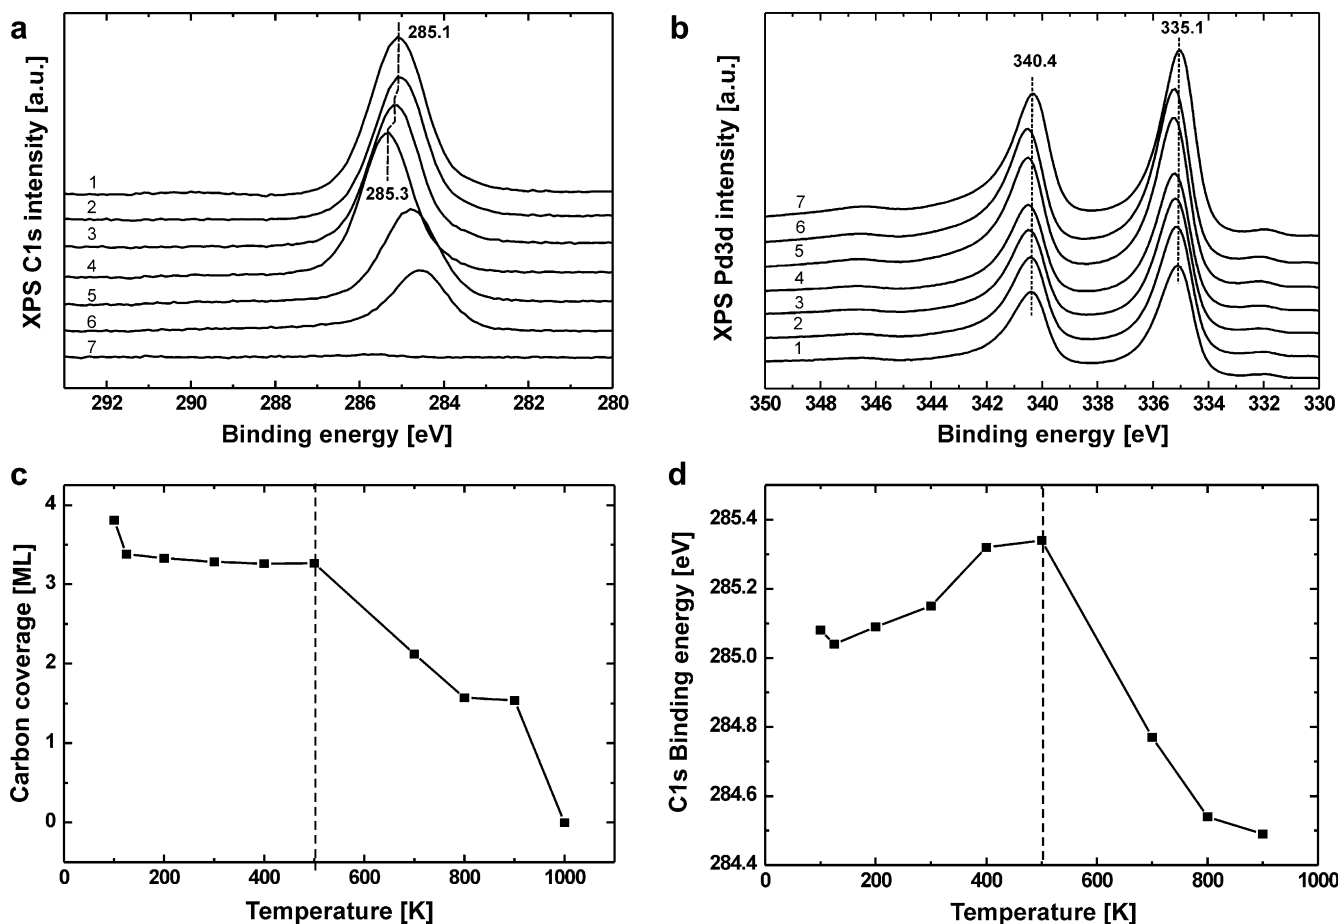 a
XPS C1s intensity [a.u.]
285.1
285.3
1
2
3
4
5
6
7
292 290 288 286 284 282 280
Binding energy [eV]
b
XPS Pd3d intensity [a.u.]
335.1
340.4
7
6
5
4
3
2
1
350 348 346 344 342 340 338 336 334 332 330
Binding energy [eV]
c
Carbon coverage [ML]
4
3
2
1
0
0 200 400 600 800 1000
Temperature [K]
d
C1s Binding energy [eV]
285.4
285.2
285.0
284.8
284.6
284.4
0 200 400 600 800 1000
Temperature [K]